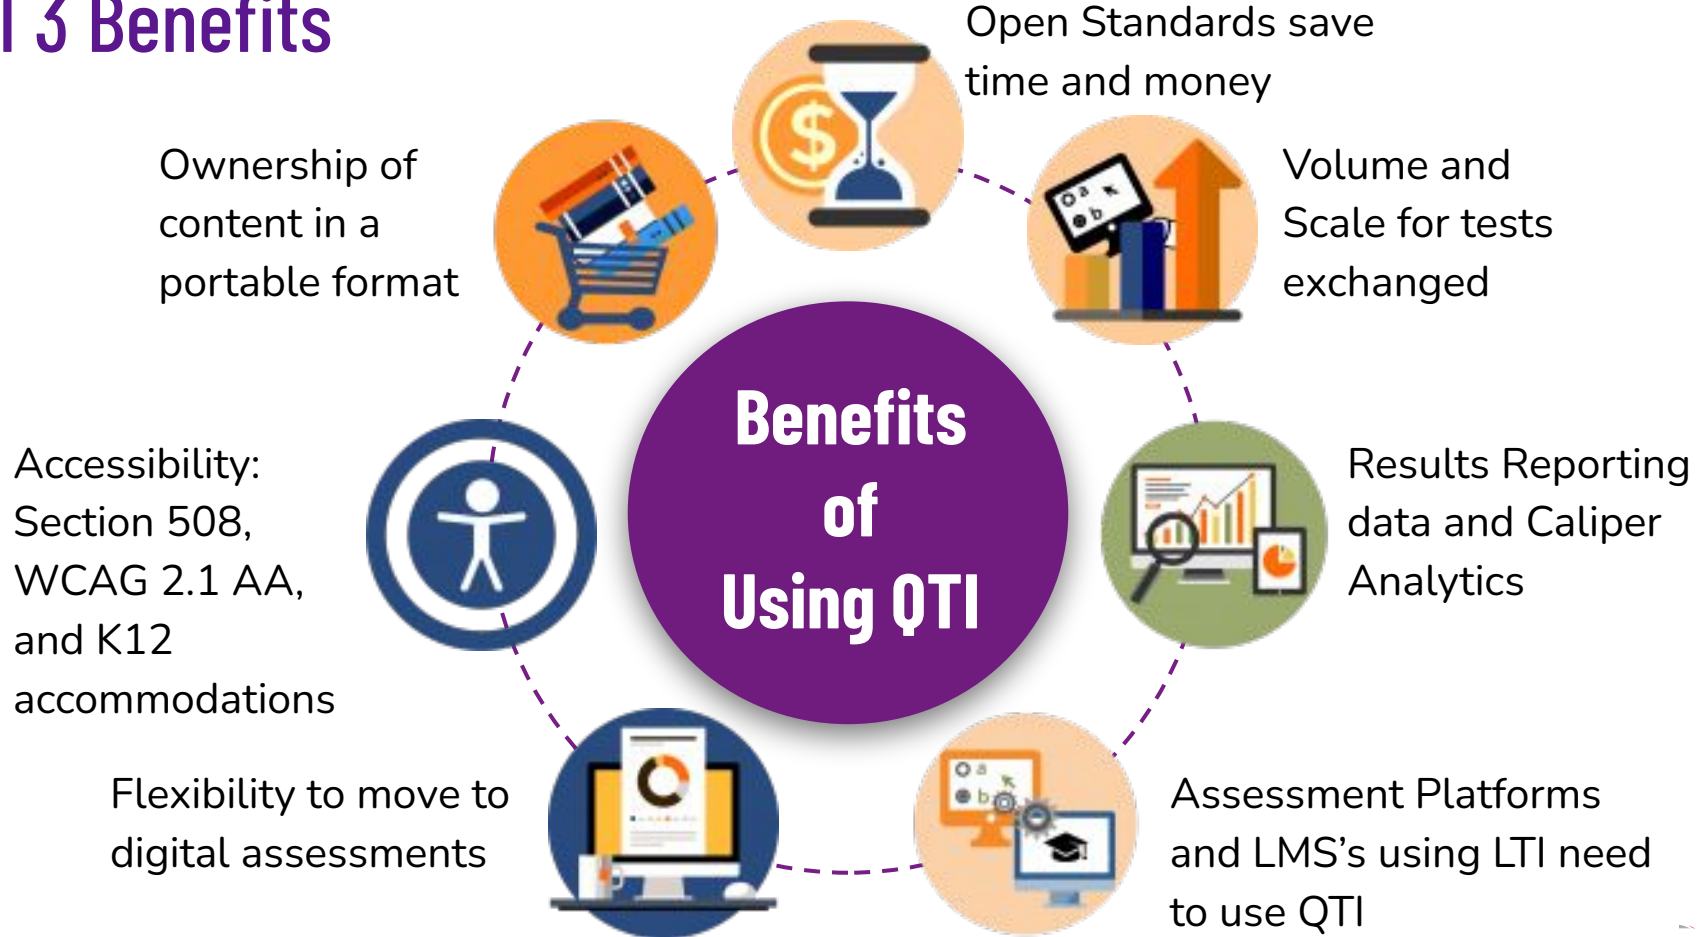 I 3 Benefits
Open Standards save
time and money
Volume and
Scale for tests
exchanged
Results Reporting
data and Caliper
Analytics
Assessment Platforms
and LMS's using LTI need
to use QTI
Flexibility to move to
digital assessments
Accessibility:
Section 508,
WCAG 2.1 AA,
and K12
accommodations
Ownership of
content in a
portable format
Benefits
of
Using QTI
$
a
b
a
b